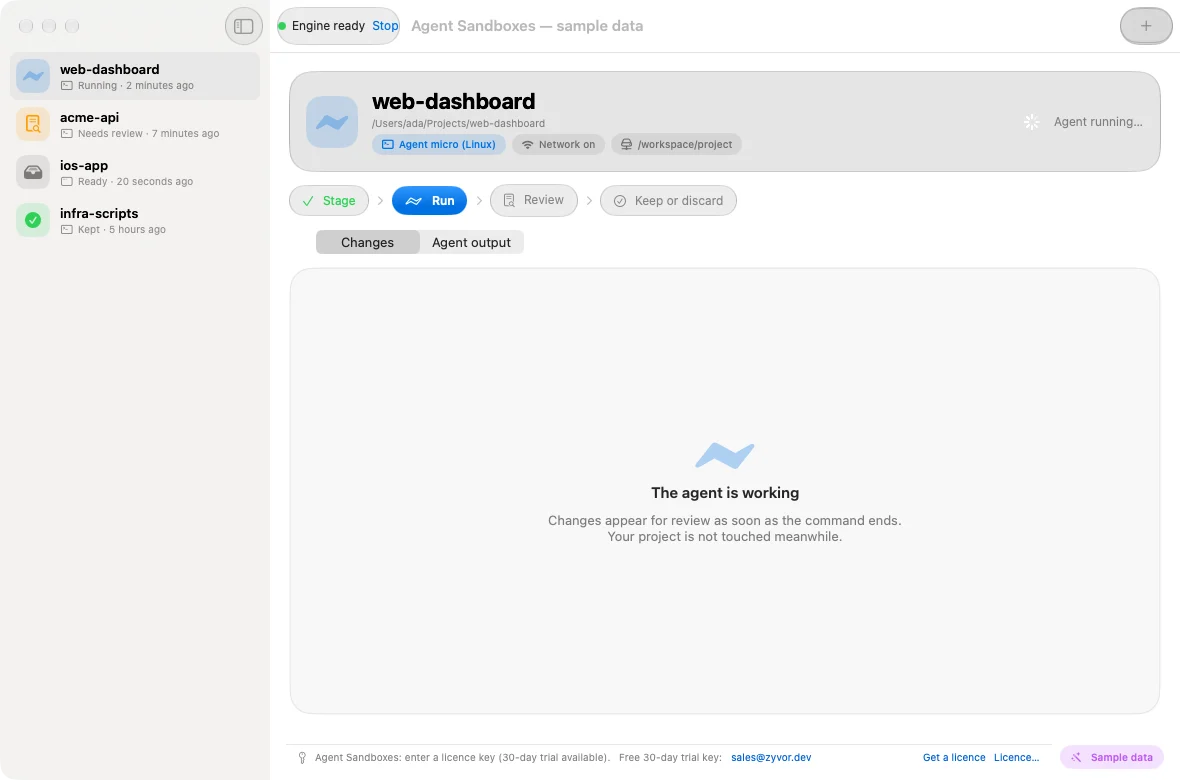 Engine ready Stop Agent Sandboxes — sample data
web-dashboard
Running · 2 minutes ago
acme-api
Needs review · 7 minutes ago
ios-app
Ready · 20 seconds ago
infra-scripts
Kept · 5 hours ago
web-dashboard
/Users/ada/Projects/web-dashboard
Agent micro (Linux) Network on /workspace/project
Agent running...
Stage Run Review Keep or discard
Changes Agent output
The agent is working
Changes appear for review as soon as the command ends.
Your project is not touched meanwhile.
Agent Sandboxes: enter a licence key (30-day trial available). Free 30-day trial key: sales@zyvor.dev Get a licence Licence... Sample data